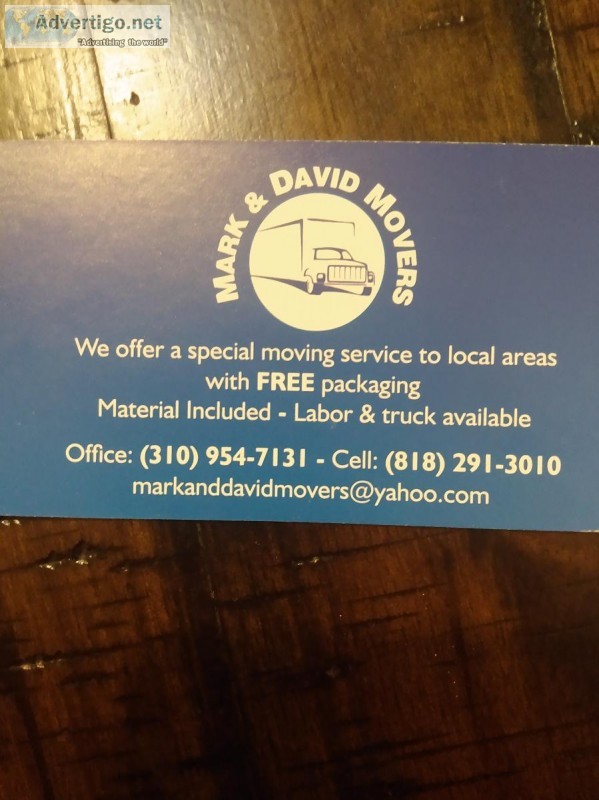 Advertigo.net
"Advertising the world"
MARK & DAVID MOVERS
We offer a special moving service to local areas
with FREE packaging
Material Included - Labor & truck available
Office: (310) 954-7131 - Cell: (818) 291-3010
markanddavidmovers@yahoo.com